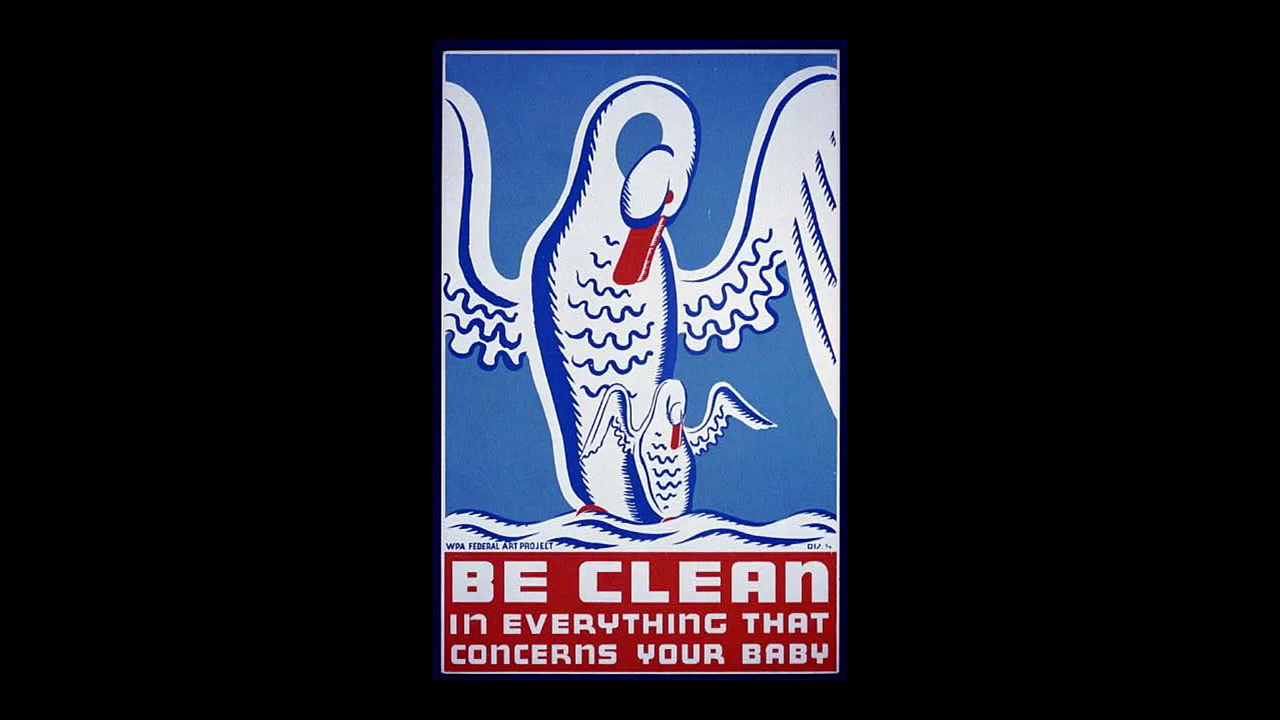 WPA FEDERAL ART PROJECT
BE CLEAN
IN EVERYTHING THAT
CONCERNS YOUR BABY